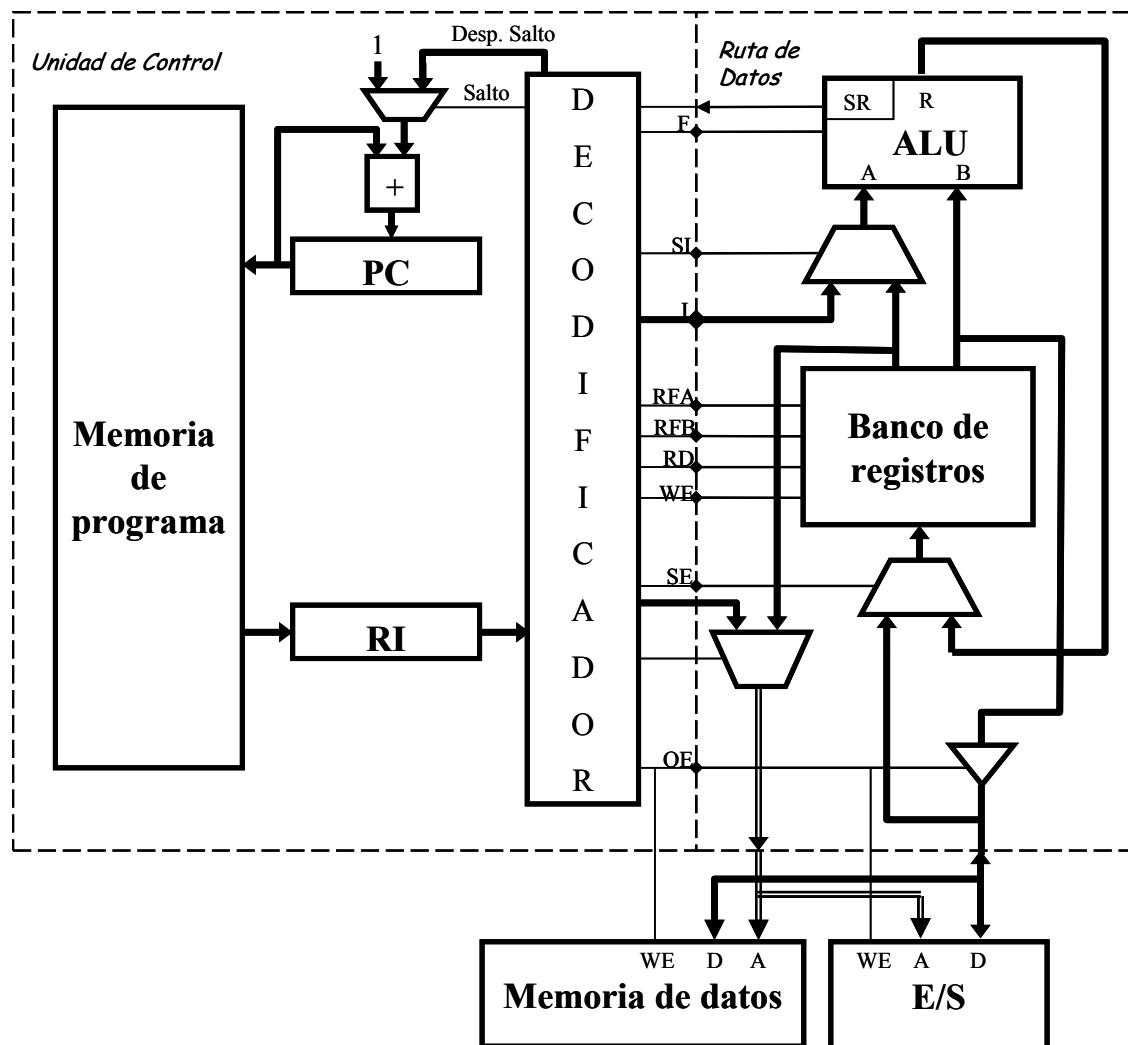 Unidad de Control
1
Desp. Salto
Salto
Ruta de
Datos
Memoria
de
programa
+
PC
RI
D
E
C
O
D
I
F
I
C
A
D
O
R
SR
R
ALU
A
B
F
SI
I
RFA
RFB
RD
WE
SE
OE
Banco de
registros
WE D A
Memoria de datos
WE A D
E/S